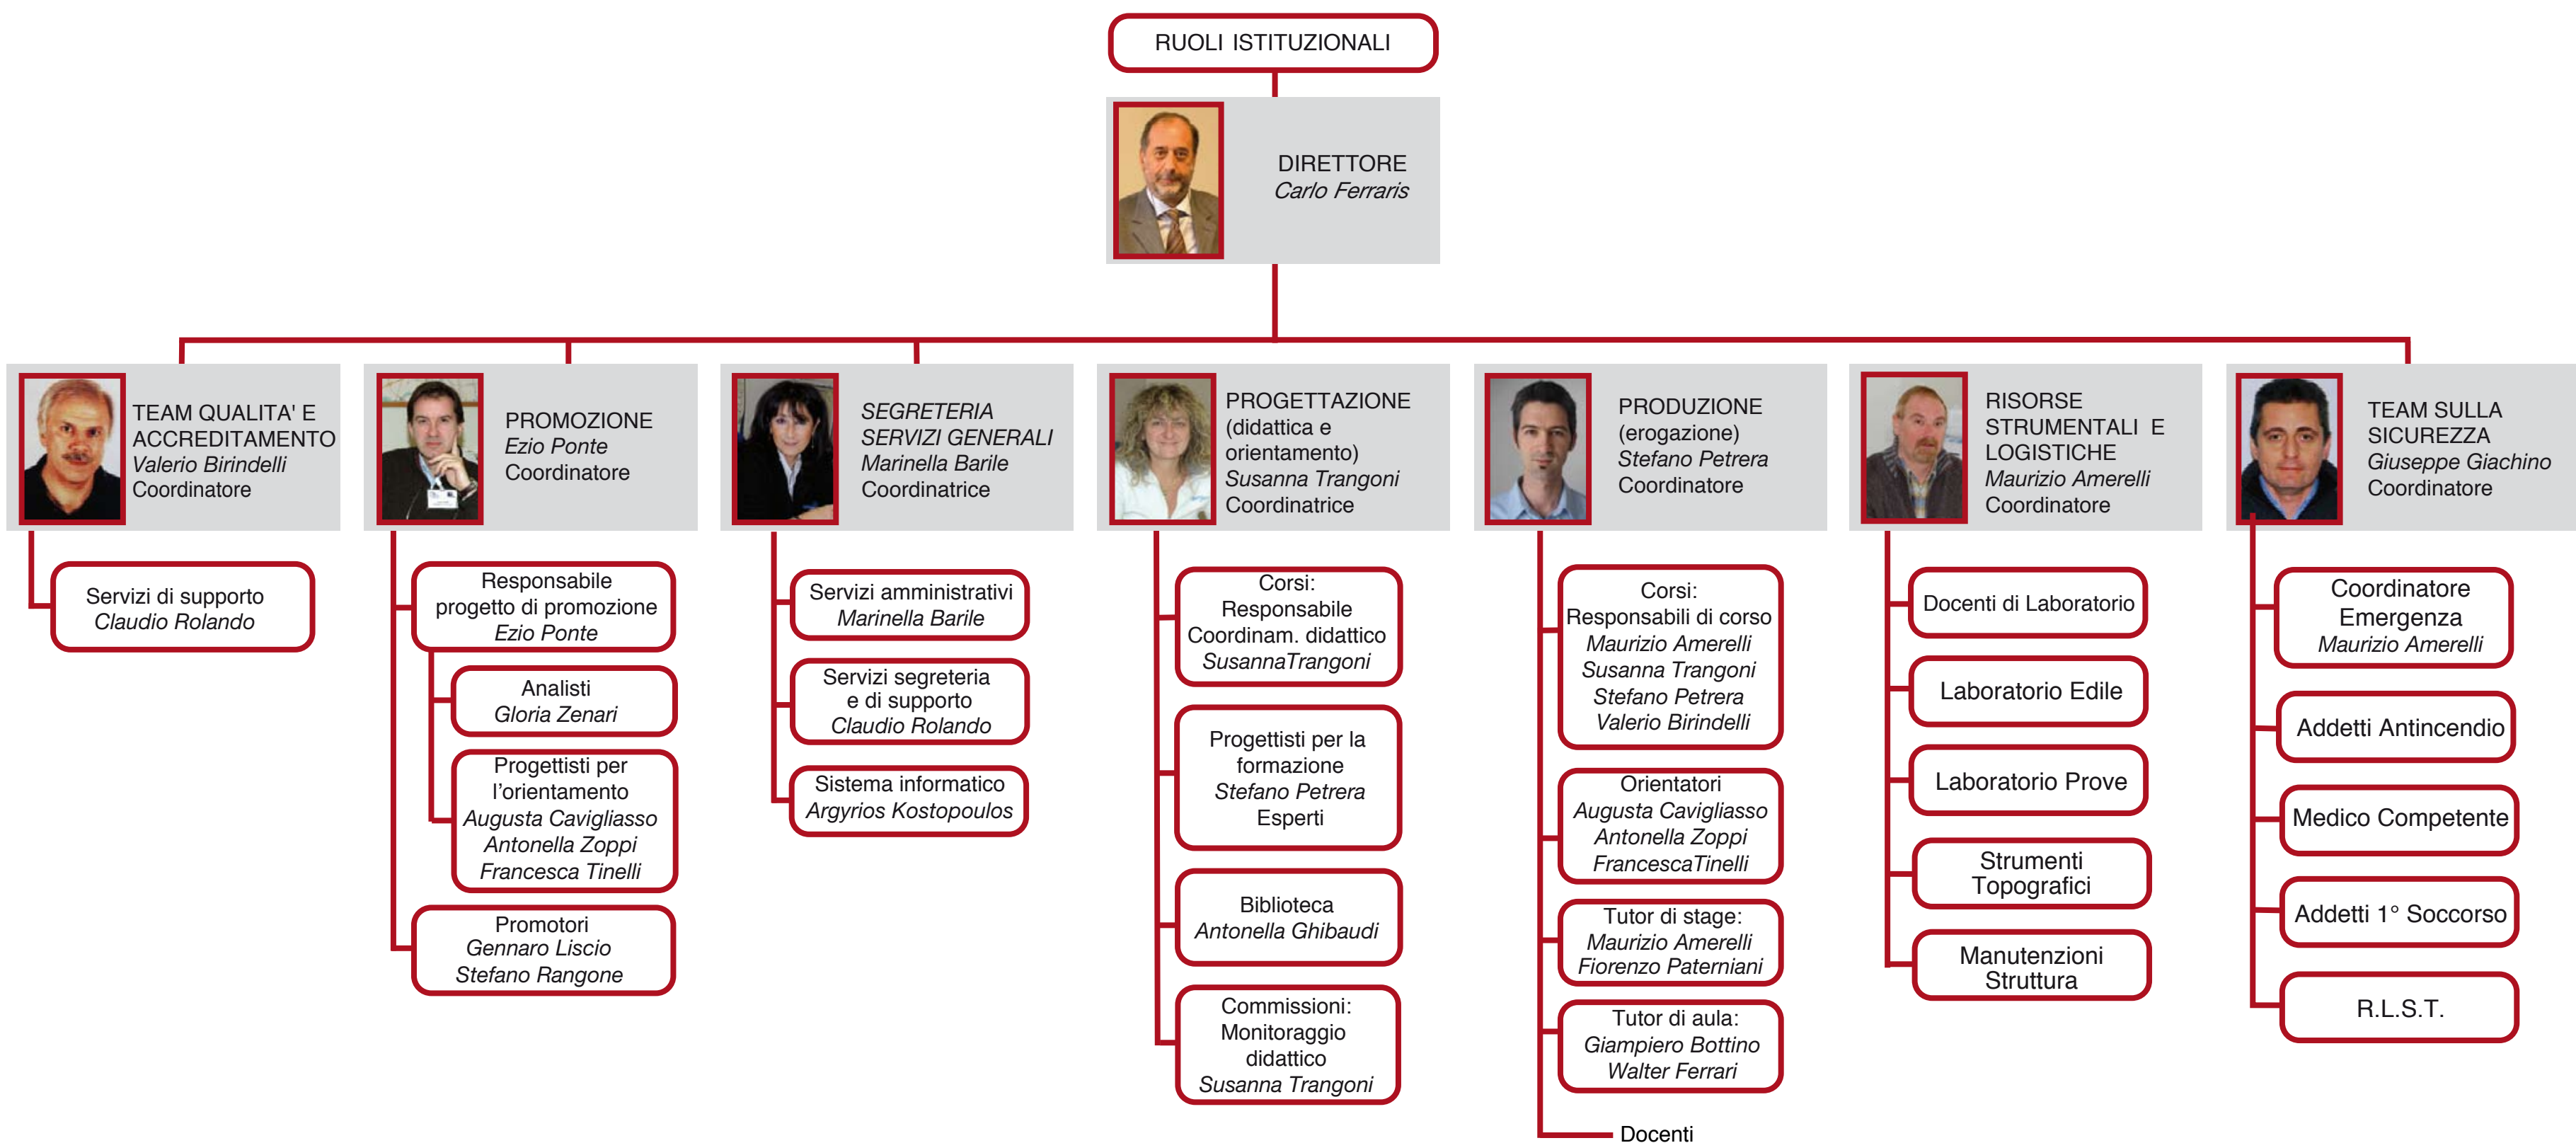 RUOLI ISTITUZIONALI
DIRETTORE
Carlo Ferraris
TEAM QUALITA' E
ACCREDITAMENTO
Valerio Birindelli
Coordinatore
Servizi di supporto
Claudio Rolando
PROMOZIONE
Ezio Ponte
Coordinatore
Responsabile
progetto di promozione
Ezio Ponte
Analisti
Gloria Zenari
Progettisti per
l'orientamento
Augusta Cavigliasso
Antonella Zoppi
Francesca Tinelli
Promotori
Gennaro Liscio
Stefano Rangone
SEGRETERIA
SERVIZI GENERALI
Marinella Barile
Coordinatrice
Servizi amministrativi
Marinella Barile
Servizi segreteria
e di supporto
Claudio Rolando
Sistema informatico
Argyrios Kostopoulos
PROGETTAZIONE
(didattica e
orientamento)
Susanna Trangoni
Coordinatrice
Corsi:
Responsabile
Coordinam. didattico
SusannaTrangoni
Progettisti per la
formazione
Stefano Petrera
Esperti
Biblioteca
Antonella Ghibaudi
Commissioni:
Monitoraggio
didattico
Susanna Trangoni
PRODUZIONE
(erogazione)
Stefano Petrera
Coordinatore
Corsi:
Responsabili di corso
Maurizio Amerelli
Susanna Trangoni
Stefano Petrera
Valerio Birindelli
Orientatori
Augusta Cavigliasso
Antonella Zoppi
FrancescaTinelli
Tutor di stage:
Maurizio Amerelli
Fiorenzo Paterniani
Tutor di aula:
Giampiero Bottino
Walter Ferrari
Docenti
RISORSE
STRUMENTALI E
LOGISTICHE
Maurizio Amerelli
Coordinatore
Docenti di Laboratorio
Laboratorio Edile
Laboratorio Prove
Strumenti
Topografici
Manutenzioni
Struttura
TEAM SULLA
SICUREZZA
Giuseppe Giachino
Coordinatore
Coordinatore
Emergenza
Maurizio Amerelli
Addetti Antincendio
Medico Competente
Addetti 1° Soccorso
R.L.S.T.